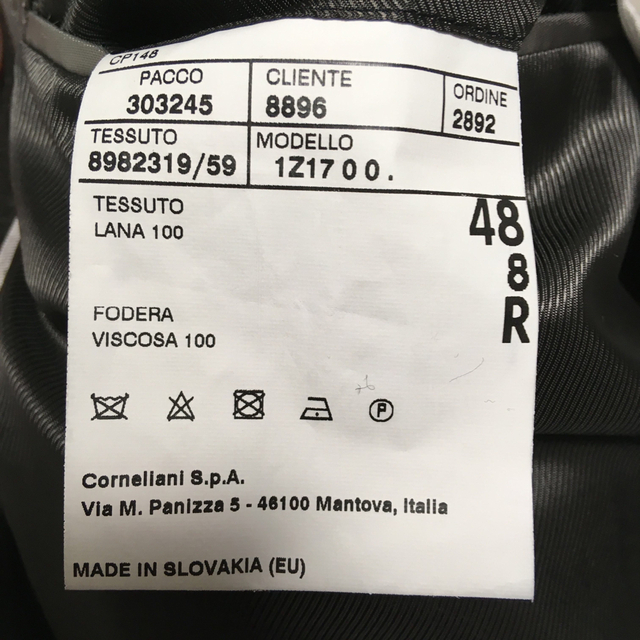 CP148
PACCO CLIENTE ORDINE
303245 8896 2892
TESSUTO MODELLO
8982319/59 1Z1700.
TESSUTO 48
LANA 100
8
FODERA R
VISCOSA 100
P
Corneliani S.p.A.
Via M. Panizza 5 - 46100 Mantova, Italia
MADE IN SLOVAKIA (EU)